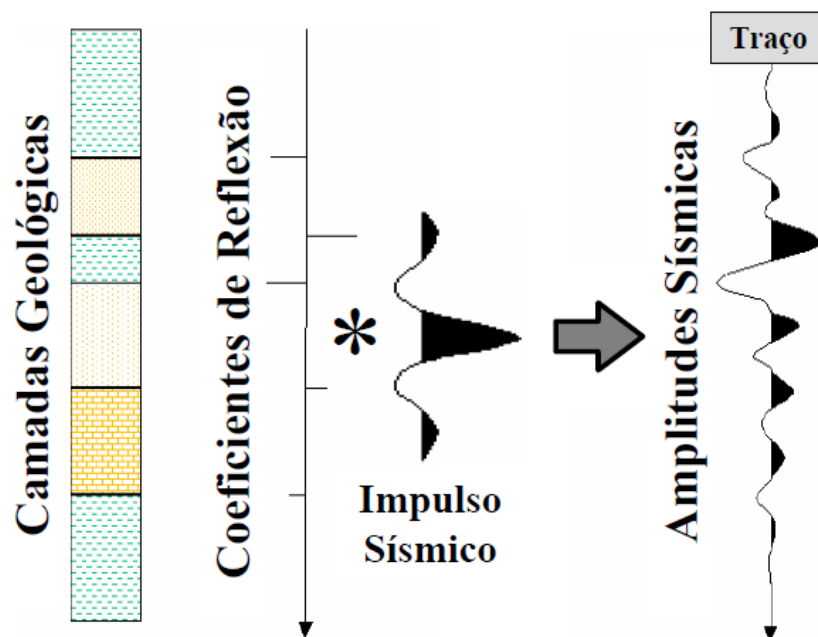 Camadas Geológicas
Coeficientes de Reflexão
*
Impulso
Sísmico
Amplitudes Sísmicas
Traço